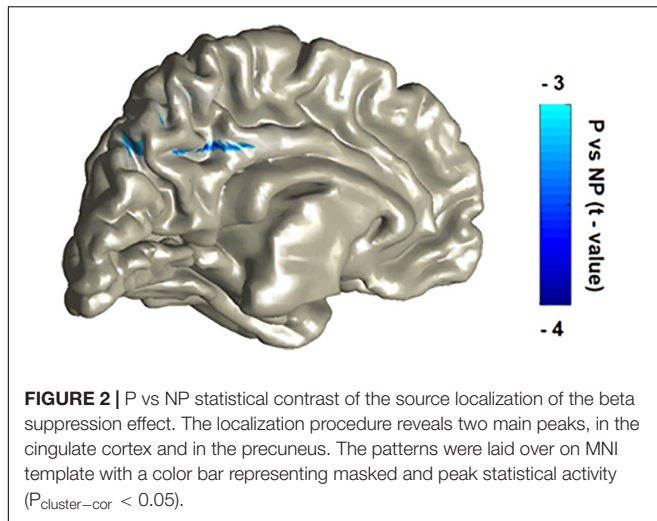 - 3
P vs NP (t - value)
- 4
FIGURE 2 | P vs NP statistical contrast of the source localization of the beta
suppression effect. The localization procedure reveals two main peaks, in the
cingulate cortex and in the precuneus. The patterns were laid over on MNI
template with a color bar representing masked and peak statistical activity
(Pcluster−cor < 0.05).